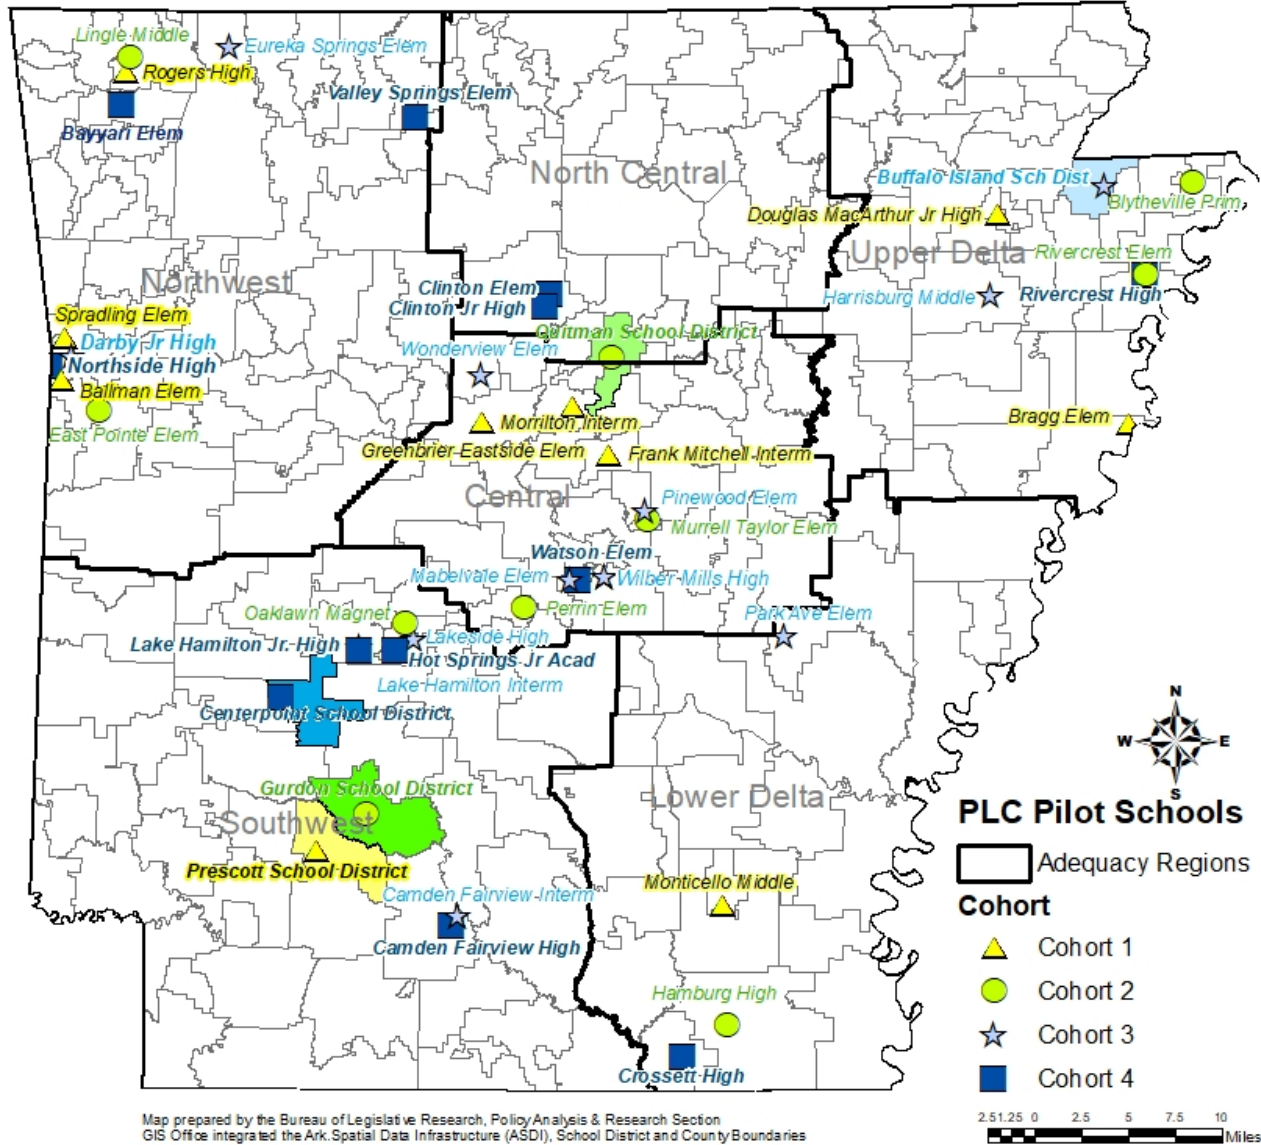 Lingle Middle
Eureka Springs Elem
Rogers High
Valley Springs Elem
Bayyari Elem
North Central
Buffalo Island Sch Dist
Blytheville Prim
Douglas MacArthur Jr High
Upper Delta
Rivercrest Elem
Northwest
Clinton Elem
Clinton Jr High
Harrisburg Middle
Rivercrest High
Spradling Elem
Quitman School District
Darby Jr High
Wonderview Elem
Northside High
Ballman Elem
East Pointe Elem
Morrilton Interm
Bragg Elem
Greenbrier Eastside Elem
Frank Mitchell Interm
Central
Pinewood Elem
Murrell Taylor Elem
Watson Elem
Mabelvale Elem
Wilber Mills High
Oaklawn Magnet
Perrin Elem
Park Ave Elem
Lake Hamilton Jr. High
Lakeside High
Hot Springs Jr Acad
Lake Hamilton Interm
Centerpoint School District
Gurdon School District
Lower Delta
Southwest
Prescott School District
Monticello Middle
Camden Fairview Interm
Camden Fairview High
Hamburg High
Crossett High
N
W
E
S
PLC Pilot Schools
Adequacy Regions
Cohort
Cohort 1
Cohort 2
Cohort 3
Cohort 4
2.51.25 0 2.5 5 7.5 10
Miles
Map prepared by the Bureau of Legislative Research, Policy Analysis & Research Section
GIS Office integrated the Ark.Spatial Data Infrastructure (ASDI), School District and County Boundaries